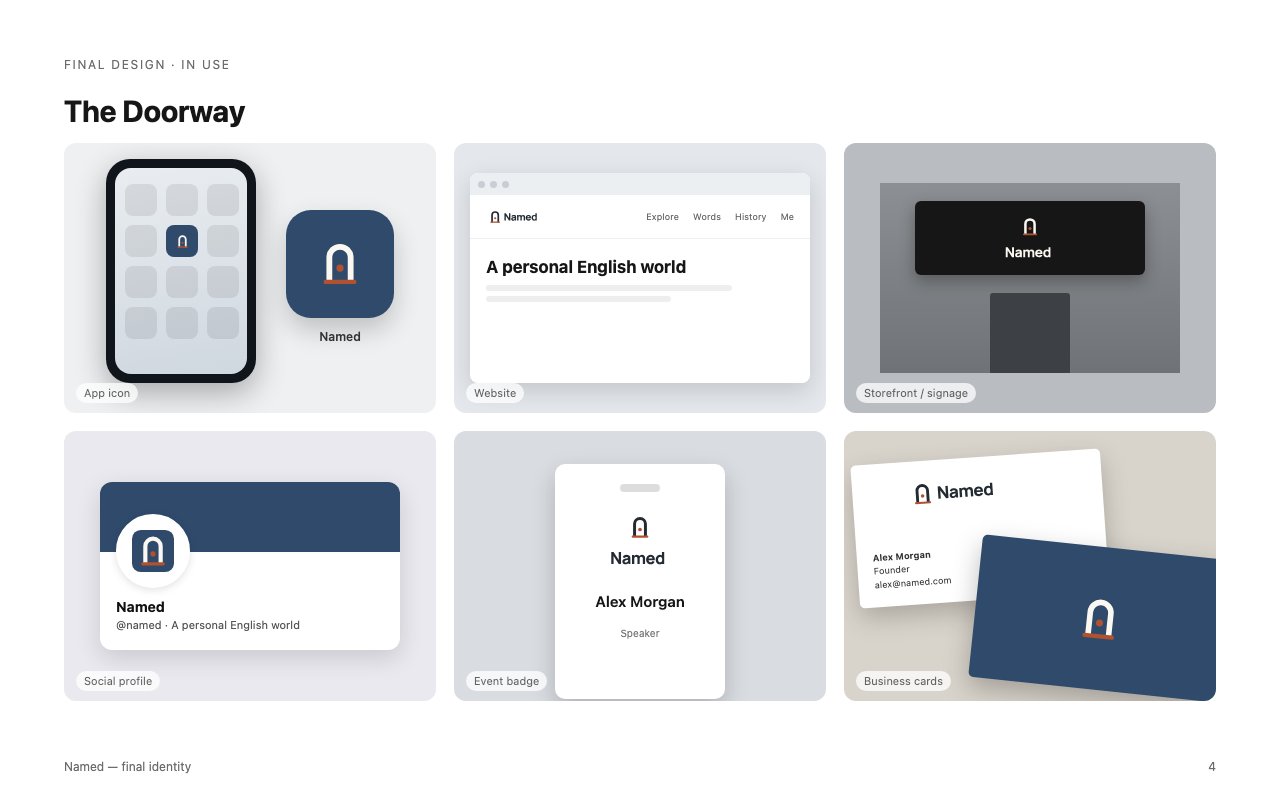 FINAL DESIGN · IN USE
The Doorway
Named
App icon
Named
Explore Words History Me
A personal English world
Website
Named
Storefront / signage
Named
@named · A personal English world
Social profile
Named
Alex Morgan
Speaker
Event badge
Named
Alex Morgan
Founder
alex@named.com
Business cards
Named — final identity
4